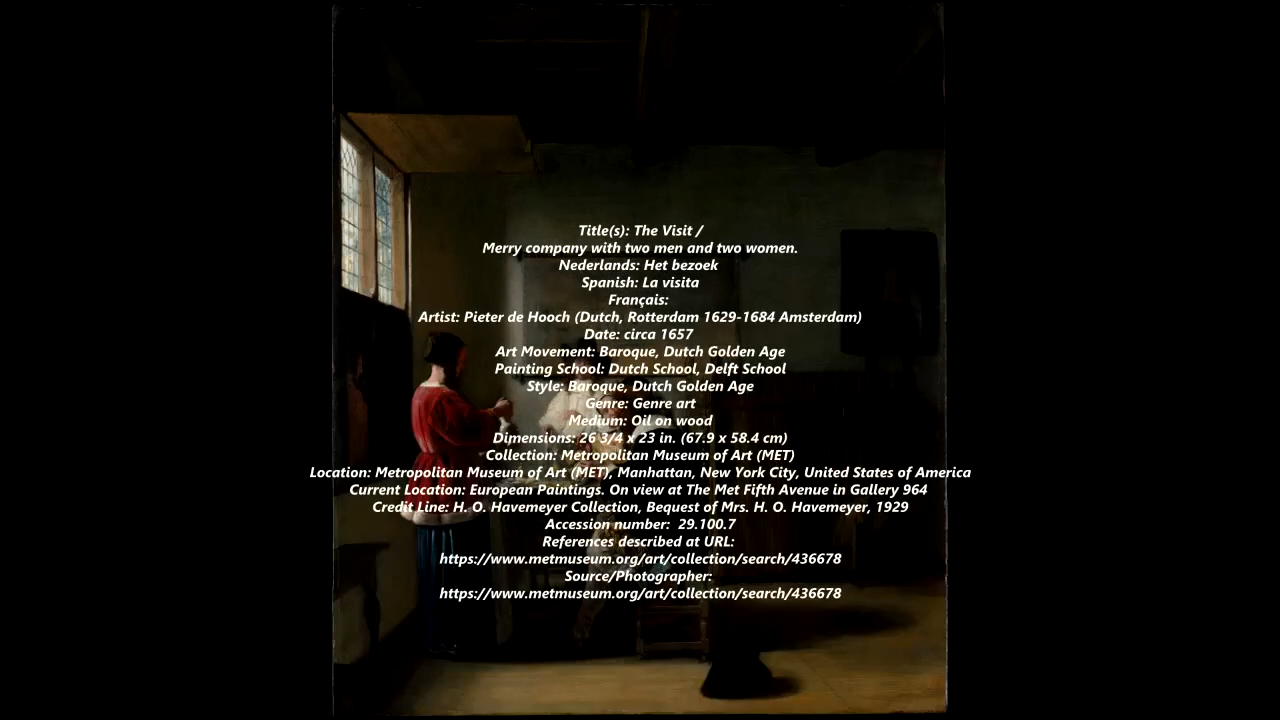 Title(s): The Visit /
Merry company with two men and two women.
Nederlands: Het bezoek
Spanish: La visita
Français:
Artist: Pieter de Hooch (Dutch, Rotterdam 1629-1684 Amsterdam)
Date: circa 1657
Art Movement: Baroque, Dutch Golden Age
Painting School: Dutch School, Delft School
Style: Baroque, Dutch Golden Age
Genre: Genre art
Medium: Oil on wood
Dimensions: 26 3/4 x 23 in. (67.9 x 58.4 cm)
Collection: Metropolitan Museum of Art (MET)
Location: Metropolitan Museum of Art (MET), Manhattan, New York City, United States of America
Current Location: European Paintings. On view at The Met Fifth Avenue in Gallery 964
Credit Line: H. O. Havemeyer Collection, Bequest of Mrs. H. O. Havemeyer, 1929
Accession number:  29.100.7
References described at URL:
https://www.metmuseum.org/art/collection/search/436678
Source/Photographer:
https://www.metmuseum.org/art/collection/search/436678